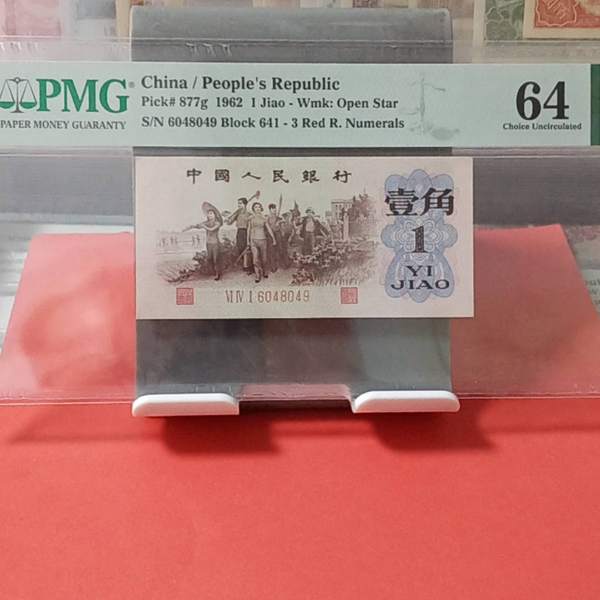 PMG
PAPER MONEY GUARANTY
China / People's Republic
Pick# 877g 1962 1 Jiao - Wmk: Open Star
S/N 6048049 Block 641 - 3 Red R. Numerals
64
Choice Uncirculated
中國人民銀行
壹角
1
YI
JIAO
VI IV I 6048049